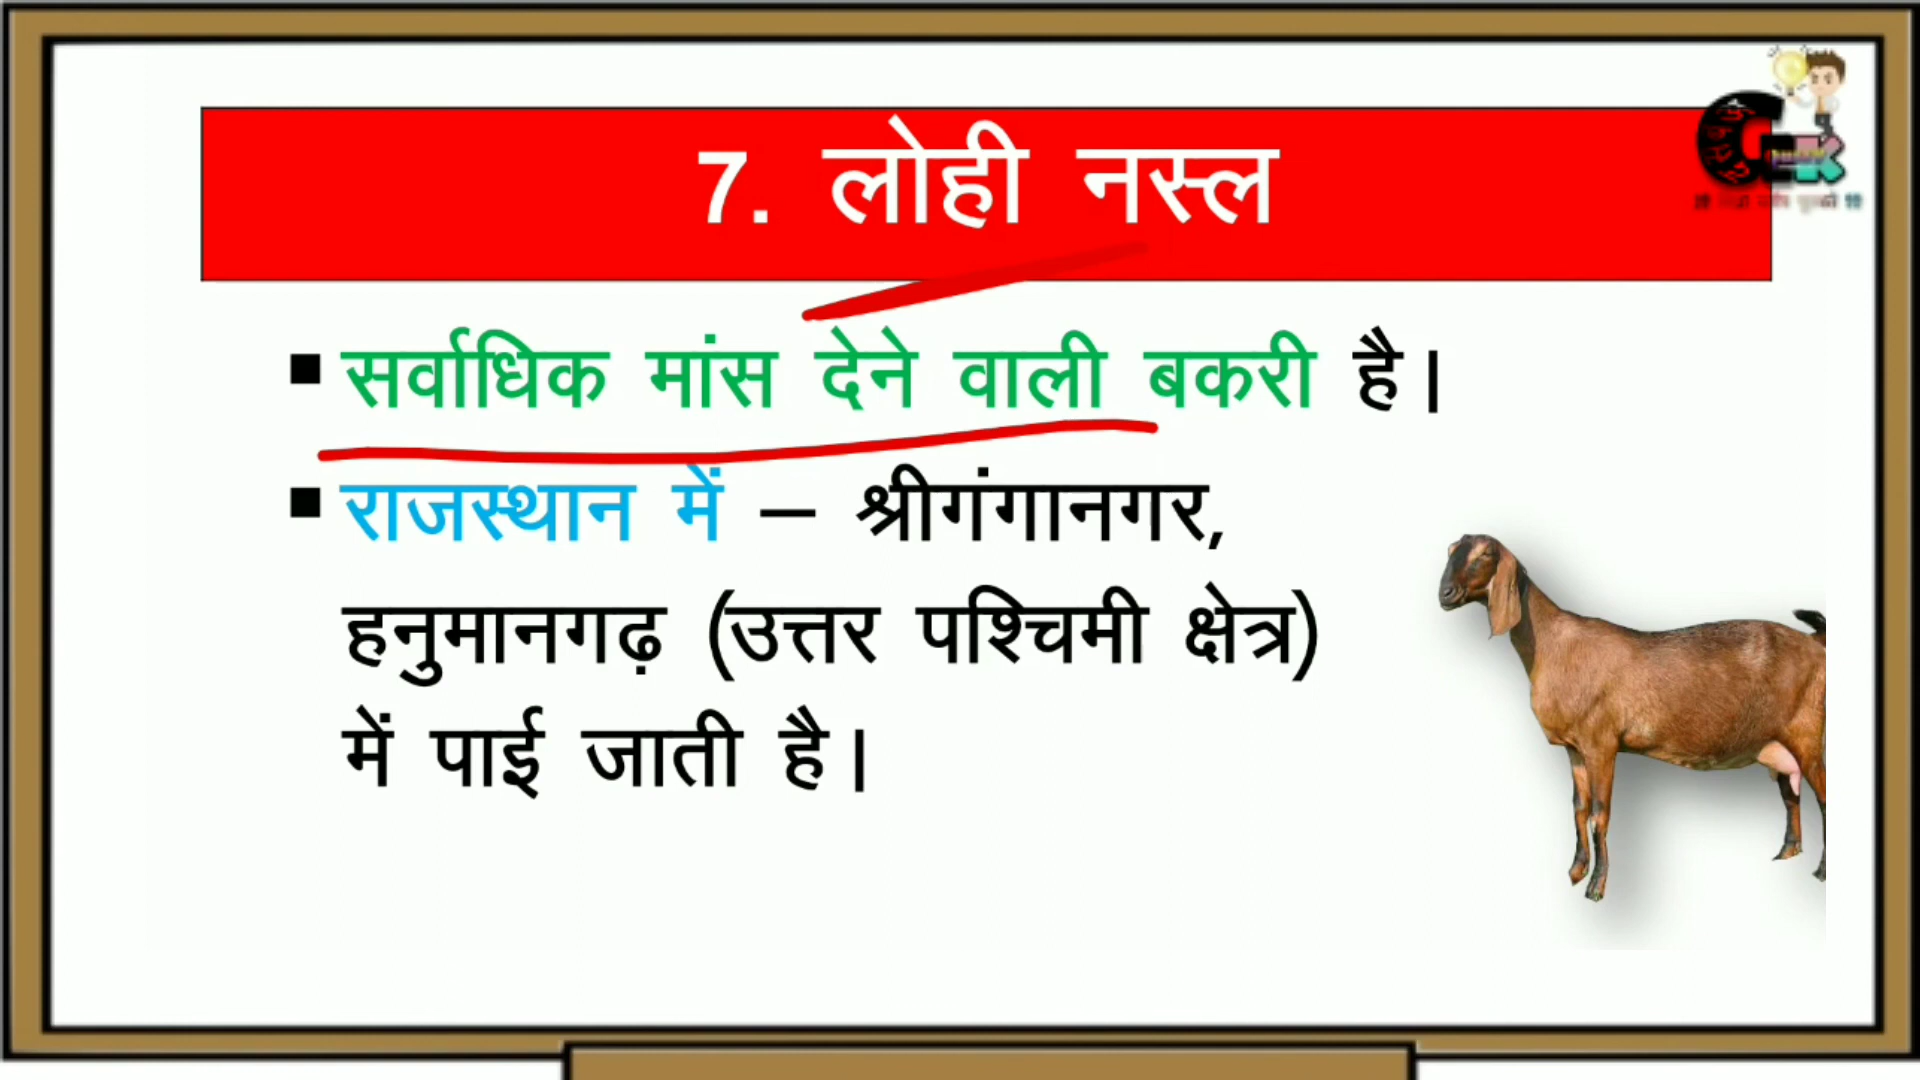 7. लोही नस्ल
▪ सर्वाधिक मांस देने वाली बकरी है।
▪ राजस्थान में – श्रीगंगानगर,
हनुमानगढ़ (उत्तर पश्चिमी क्षेत्र)
में पाई जाती है।